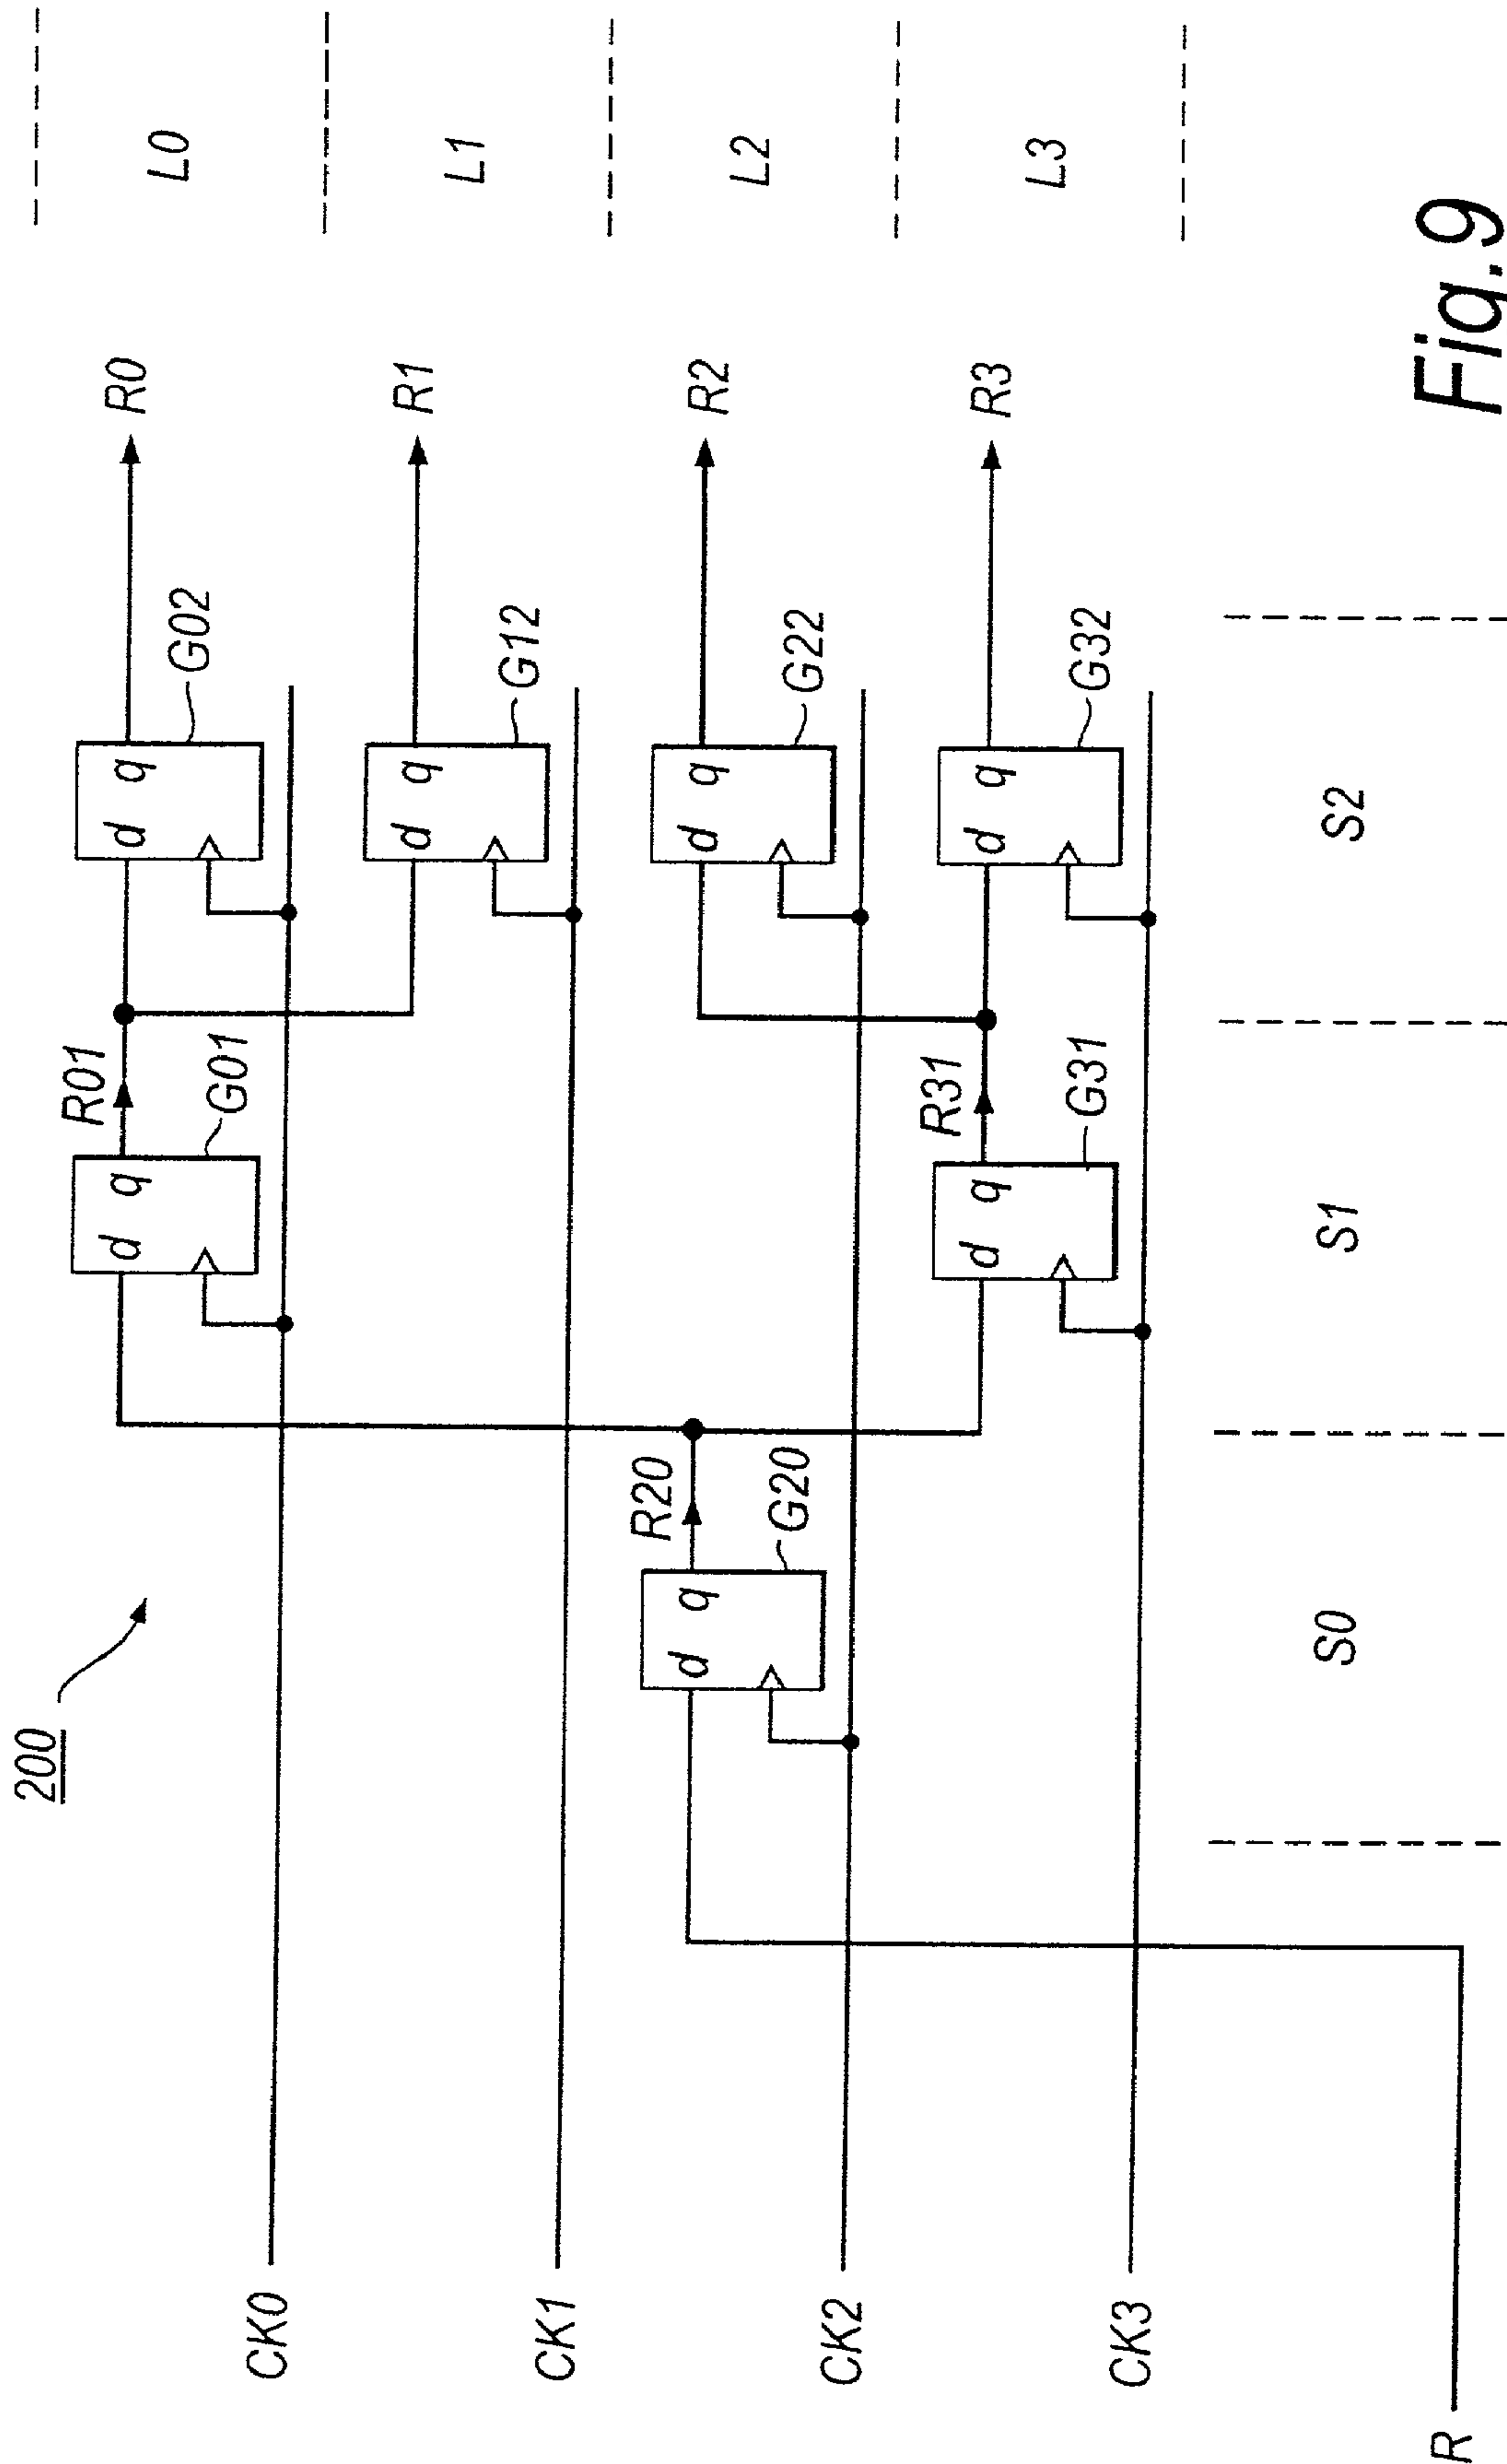 200
R0
L0
R01
d q
d q
G01
G02
CK0
R1
L1
d q
G12
CK1
R20
R2
L2
d q
d q
G20
G22
CK2
R31
R3
L3
d q
d q
G31
G32
CK3
S0
S1
S2
R
Fig.9